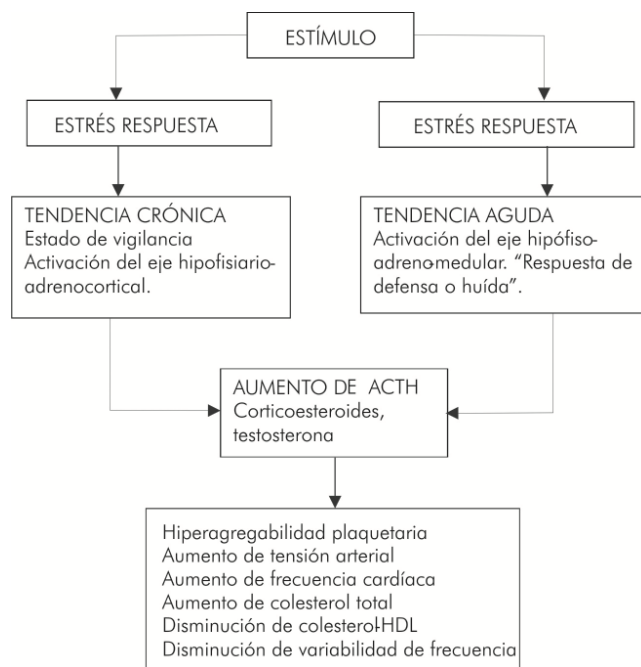 ESTÍMULO
ESTRÉS RESPUESTA
ESTRÉS RESPUESTA
TENDENCIA CRÓNICA
Estado de vigilancia
Activación del eje hipofisiario-
adrenocortical.
TENDENCIA AGUDA
Activación del eje hipófiso-
adreno-medular. “Respuesta de
defensa o huída”.
AUMENTO DE ACTH
Corticoesteroides,
testosterona
Hiperagregabilidad plaquetaria
Aumento de tensión arterial
Aumento de frecuencia cardíaca
Aumento de colesterol total
Disminución de colesterol-HDL
Disminución de variabilidad de frecuencia